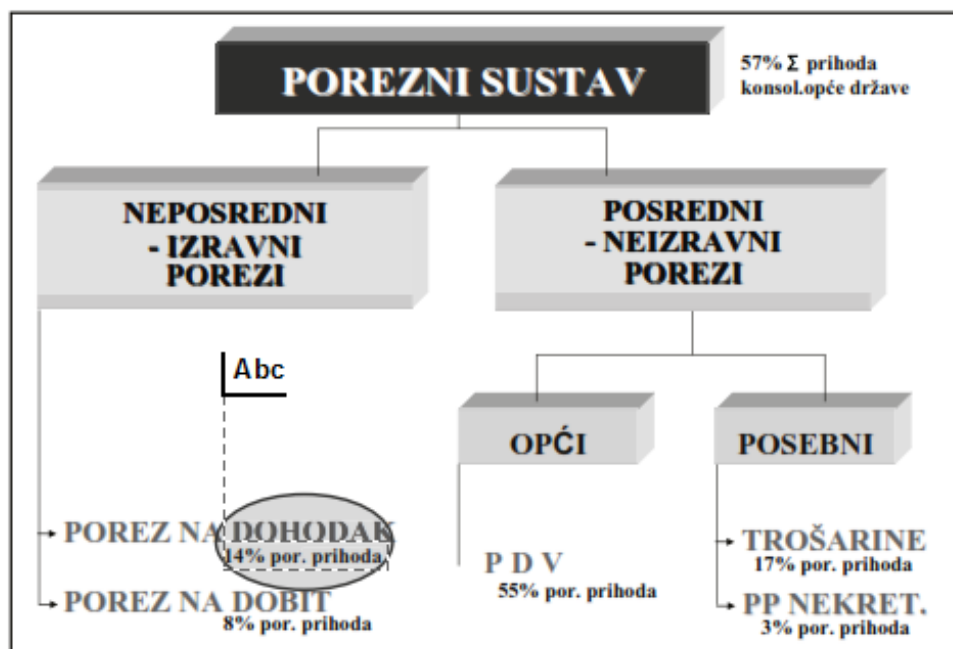 POREZNI SUSTAV
57% Σ prihoda
konsol.opće države
NEPOSREDNI
- IZRAVNI
POREZI
POSREDNI
- NEIZRAVNI
POREZI
Abc
OPĆI
POSEBNI
POREZ NA DOHODAK
14% por. prihoda
POREZ NA DOBIT
8% por. prihoda
P D V
55% por. prihoda
TROŠARINE
17% por. prihoda
PP NEKRET.
3% por. prihoda